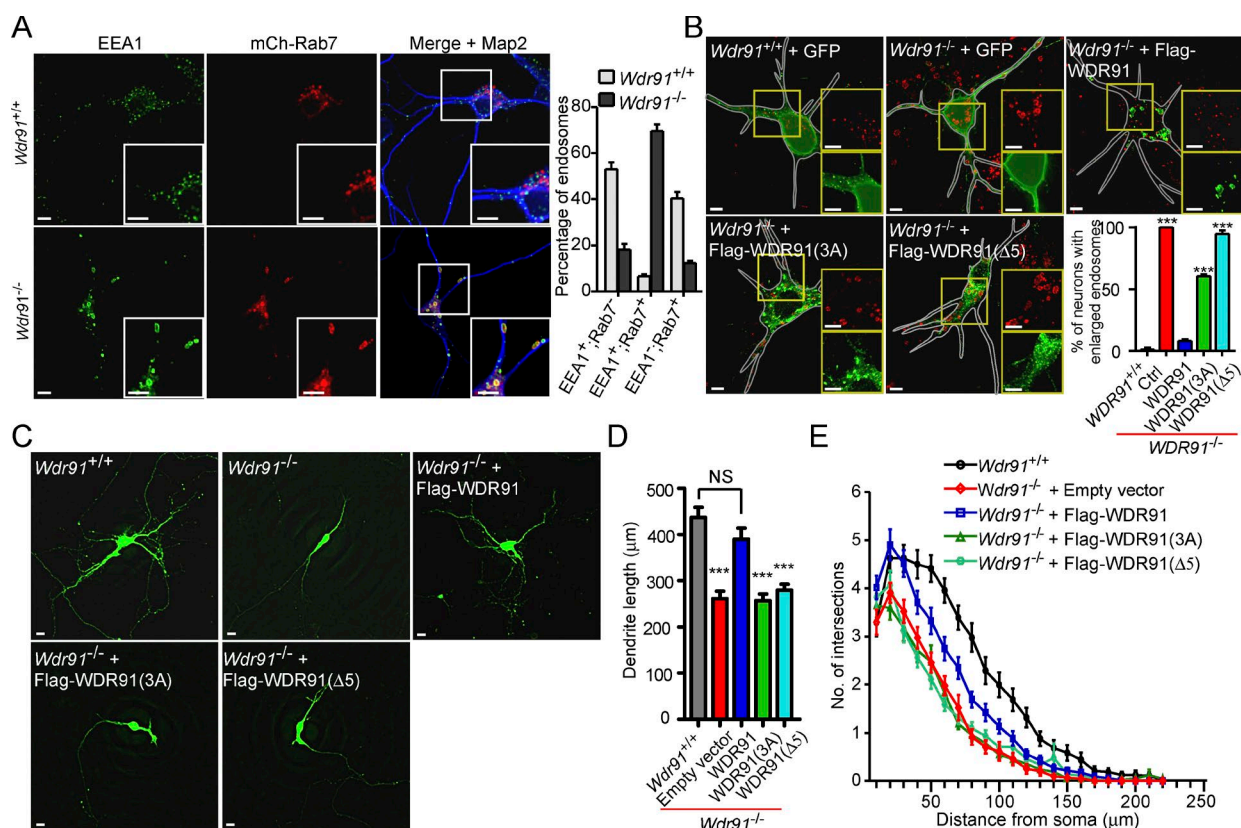 A
EEA1
mCh-Rab7
Merge + Map2
Wdr91+/+
Wdr91-/-
Wdr91+/+
Wdr91-/-
Percentage of endosomes
80
60
40
20
0
EEA1+;Rab7-
EEA1+;Rab7+
EEA1-;Rab7+
B
Wdr91+/+ + GFP
Wdr91-/- + GFP
Wdr91-/- + Flag-
WDR91
Wdr91-/- +
Flag-WDR91(3A)
Wdr91-/- +
Flag-WDR91(Δ5)
% of neurons with
enlarged endosomes
100
50
0
***
***
***
WDR91+/+
Ctrl
WDR91
WDR91(3A)
WDR91(Δ5)
WDR91-/-
C
Wdr91+/+
Wdr91-/-
Wdr91-/- +
Flag-WDR91
Wdr91-/- +
Flag-WDR91(3A)
Wdr91-/- +
Flag-WDR91(Δ5)
D
Dendrite length (μm)
500
400
300
200
100
0
NS
***
***
***
Wdr91+/+
Empty vector
WDR91
WDR91(3A)
WDR91(Δ5)
Wdr91-/-
E
Wdr91+/+
Wdr91-/- + Empty vector
Wdr91-/- + Flag-WDR91
Wdr91-/- + Flag-WDR91(3A)
Wdr91-/- + Flag-WDR91(Δ5)
No. of intersections
6
5
4
3
2
1
0
50 100 150 200 250
Distance from soma (μm)